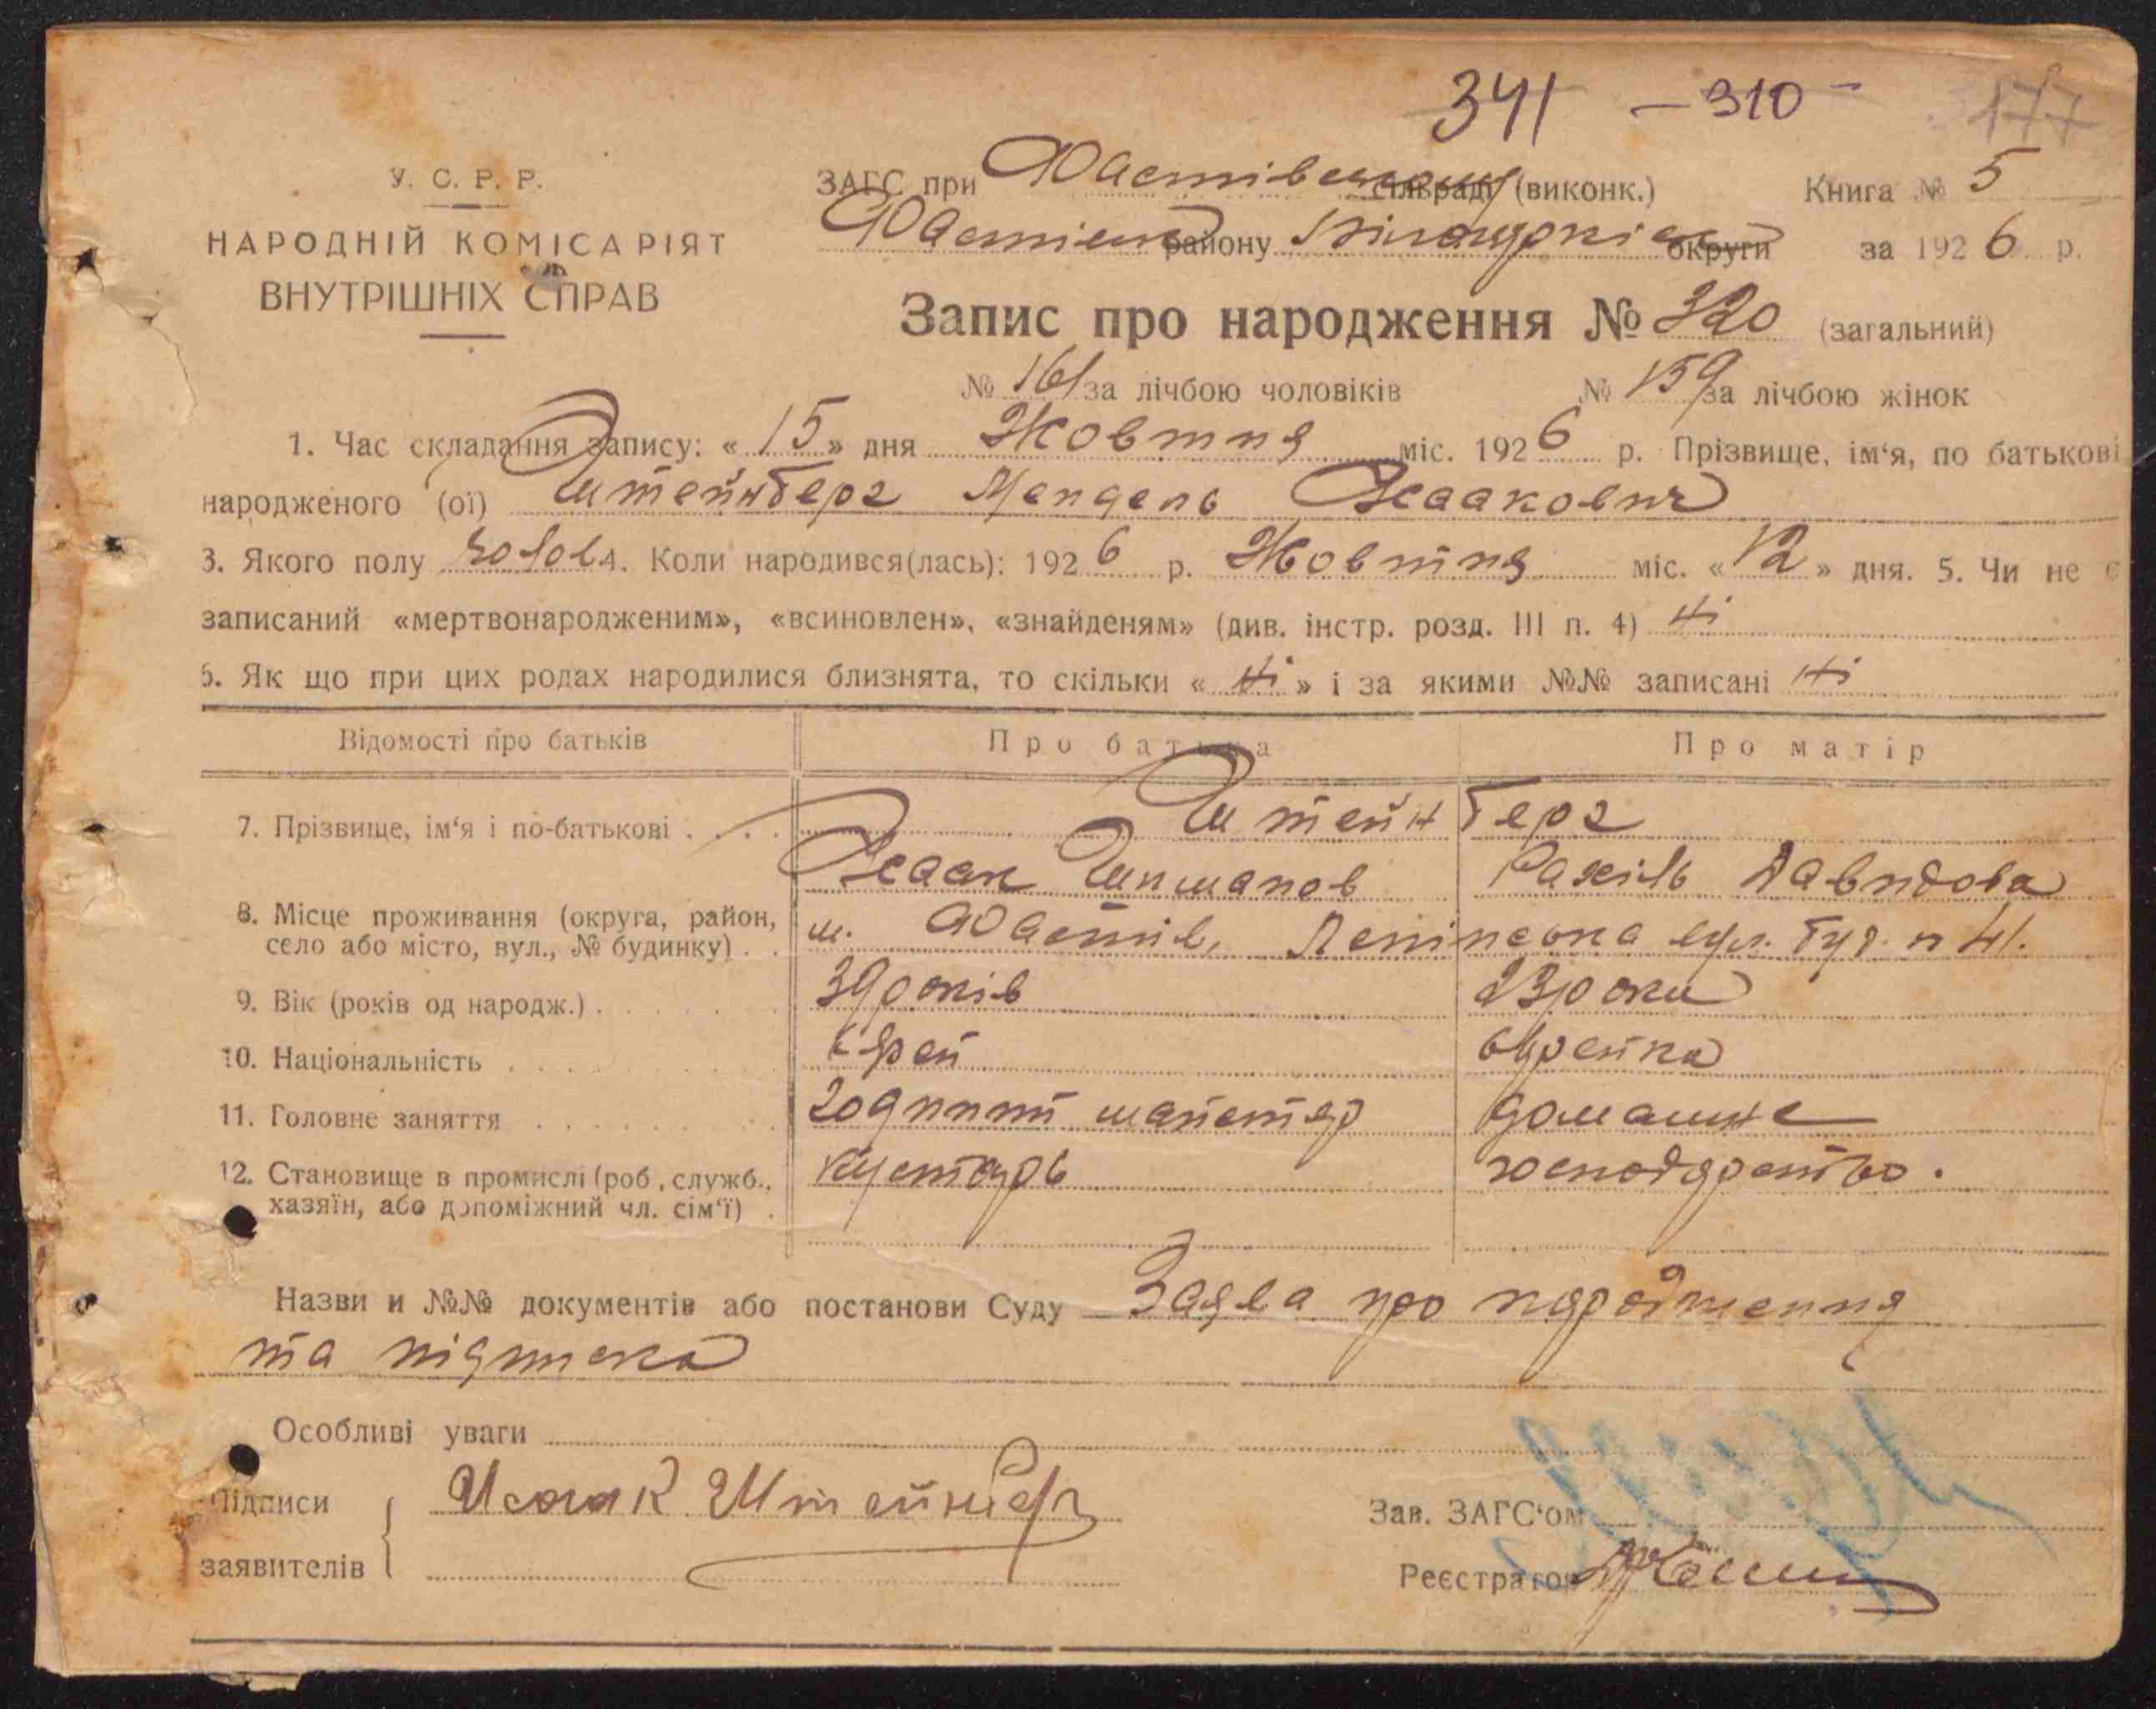 341 — 310 — 177
У. С. Р. Р.
НАРОДНІЙ КОМІСАРІЯТ
ВНУТРІШНІХ СПРАВ
ЗАГС при Фастівському сільраді (виконк.) Книга № 5
Фастівськ району Білоцерків округи за 1926 р.
Запис про народження № 320 (загальний)
№ 161 за лічбою чоловіків № 159 за лічбою жінок
1. Час складання запису: « 15 » дня Жовтня міс. 1926 р. Прізвище, ім‘я, по батькові
народженого (ої) Штейнберг Мендель Ісаакович
3. Якого полу чолов 4. Коли народився(лась): 1926 р. Жовтня міс. « 12 » дня. 5. Чи не є
записаний «мертвонародженим», «всиновлен», «знайденям» (див. інстр. розд. III п. 4) Ні
6. Як що при цих родах народилися близнята, то скільки « Ні » і за якими №№ записані Ні
Відомості про батьків Про батька Про матір
7. Прізвище, ім‘я і по-батькові . . . . Штейнберг
Ісаак Рахіль Давидова
8. Місце проживання (округа, район,
село або місто, вул., № будинку) . . м. Фастів, Ленінська вул. буд. н 41.
9. Вік (років од народж.) . . . . . . 39 років 23 роки
10. Національність . . . . . . єврей єврейка
11. Головне заняття . . . . . . годинни майстер домашнє
12. Становище в промислі (роб., служб.,
хазяїн, або допоміжний чл. сім‘ї) . кустарь господарство.
Назви и №№ документів або постанови Суду Заява про народження
та підписка
Особливі уваги
Підписи Исаак Штейнберг
заявителів
Зав. ЗАГС‘ом
Реєстратор